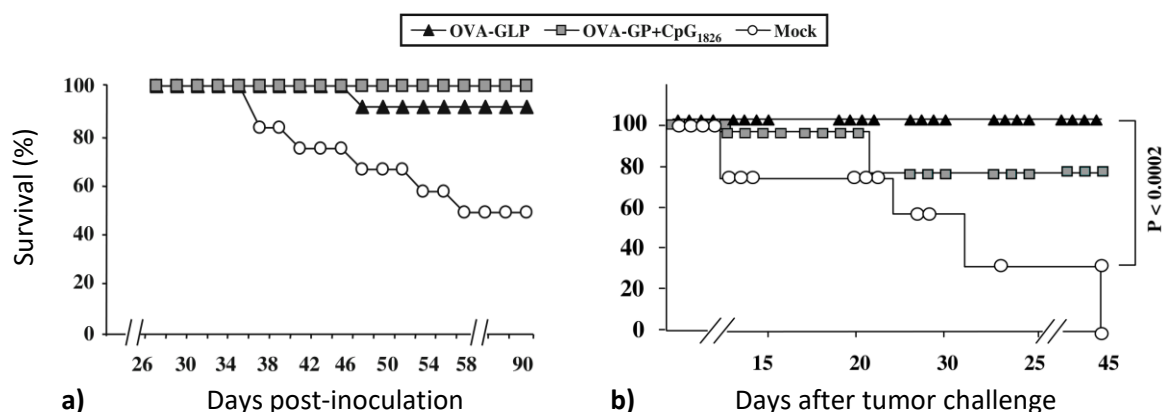 OVA-GLP OVA-GP+CpG1826 Mock
Survival (%)
100
80
60
40
20
0
26 30 34 38 42 46 50 54 58 90
a) Days post-inoculation
100
80
60
40
20
0
15 20 30 25 45
P < 0.0002
b) Days after tumor challenge